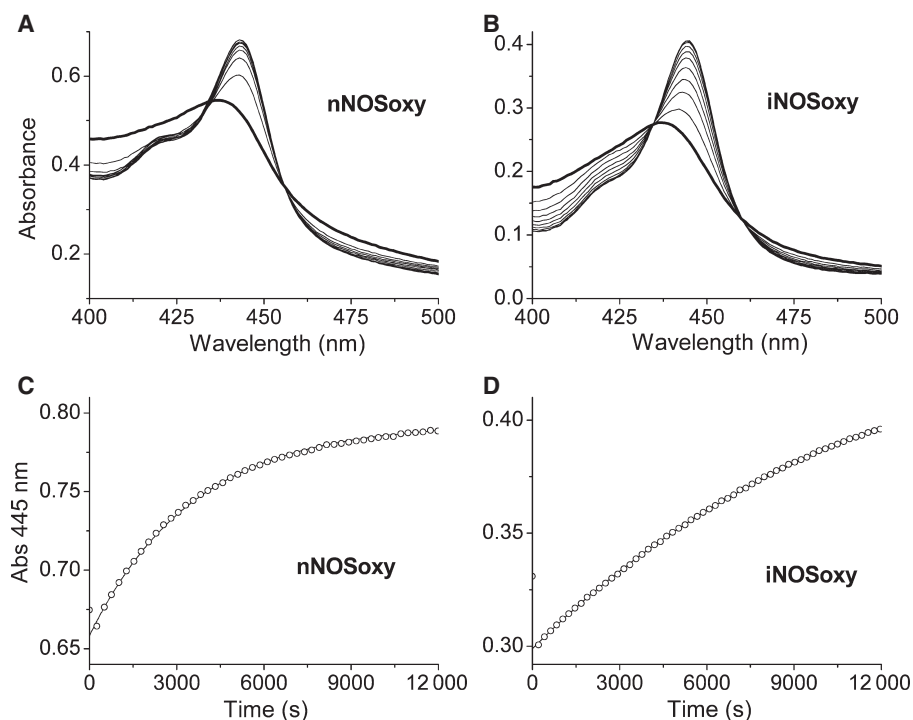 A
B
nNOSoxy
iNOSoxy
Absorbance
0.6
0.4
0.2
0.4
0.3
0.2
0.1
0.0
400 425 450 475 500
400 425 450 475 500
Wavelength (nm)
Wavelength (nm)
C
D
Abs 445 nm
0.80
0.75
0.70
0.65
0.40
0.35
0.30
nNOSoxy
iNOSoxy
0 3000 6000 9000 12 000
0 3000 6000 9000 12 000
Time (s)
Time (s)